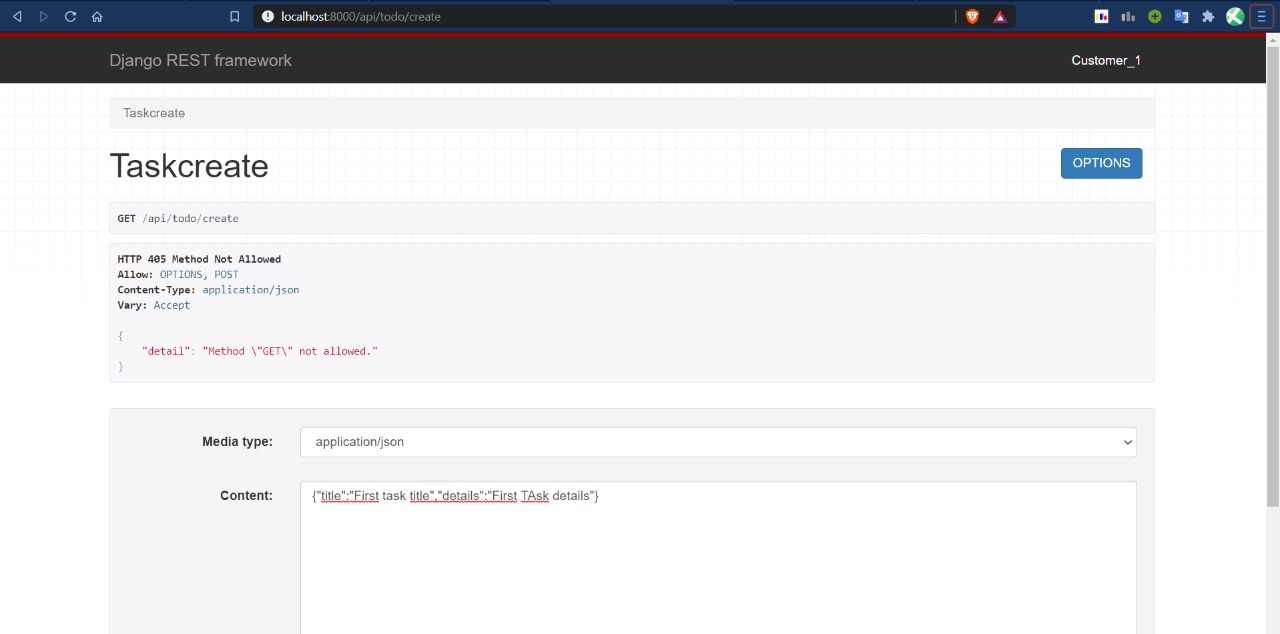 localhost:8000/api/todo/create
Django REST framework
Customer_1
Taskcreate
Taskcreate
OPTIONS
GET /api/todo/create
HTTP 405 Method Not Allowed
Allow: OPTIONS, POST
Content-Type: application/json
Vary: Accept
{
"detail": "Method \"GET\" not allowed."
}
Media type:
application/json
Content:
{"title":"First task title","details":"First TAsk details"}